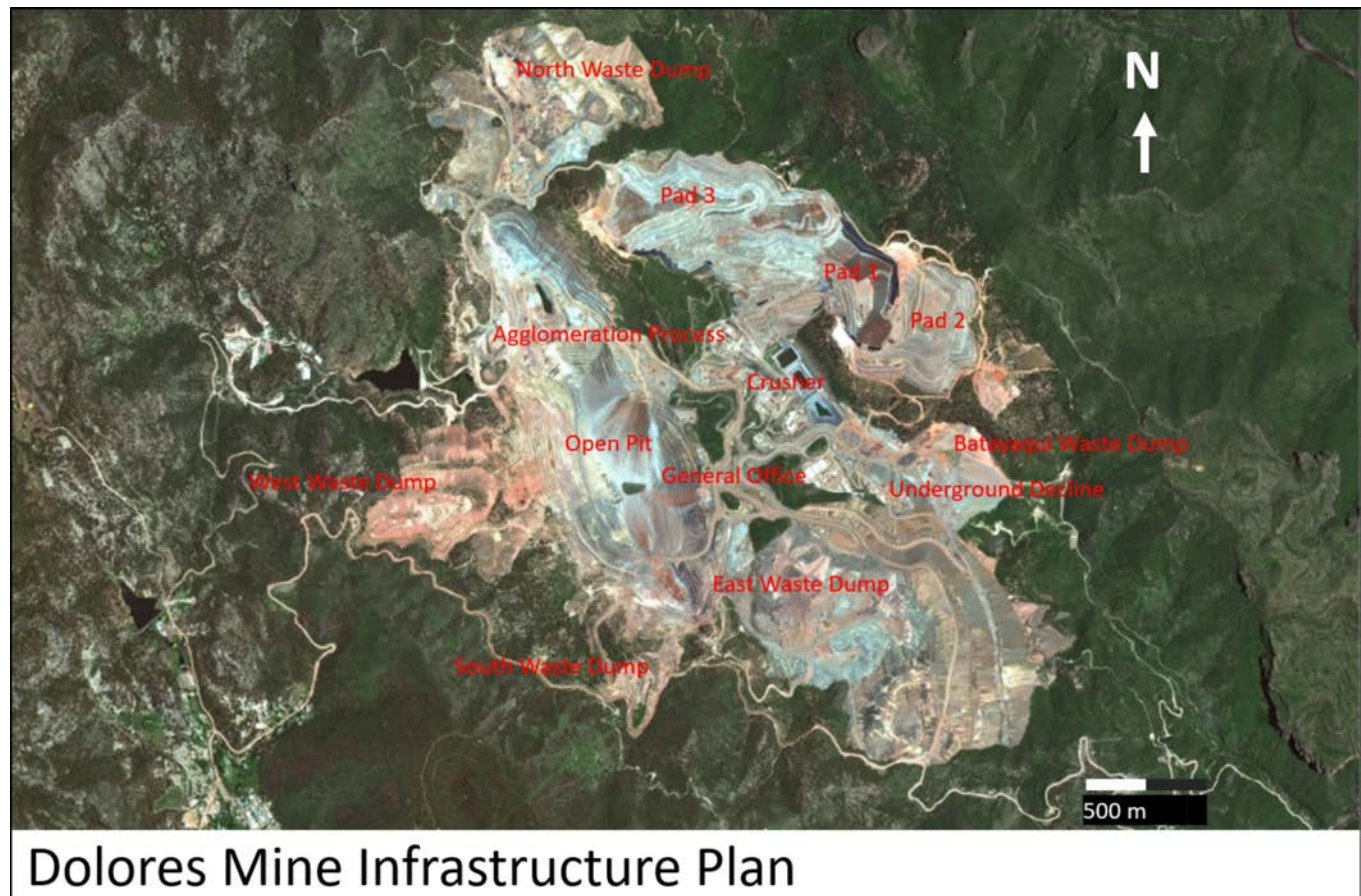 North Waste Dump
N
Pad 3
Pad 1
Pad 2
Agglomeration Process
Crusher
Open Pit
Batayaqui Waste Dump
General Office
West Waste Dump
Underground Decline
East Waste Dump
South Waste Dump
500 m
Dolores Mine Infrastructure Plan